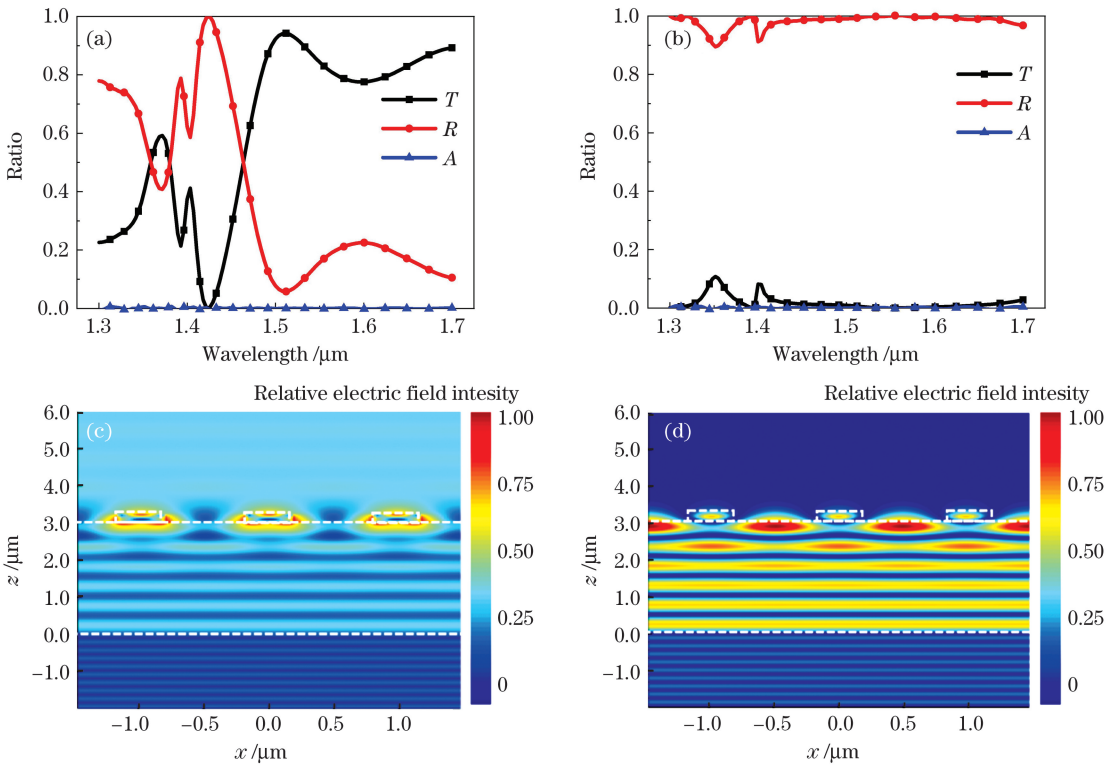 (a)
1.0
0.8
0.6
0.4
0.2
0.0
Ratio
T
R
A
1.3 1.4 1.5 1.6 1.7
Wavelength /μm
(b)
1.0
0.8
0.6
0.4
0.2
0.0
Ratio
T
R
A
1.3 1.4 1.5 1.6 1.7
Wavelength /μm
Relative electric field intesity
(c)
6.0
5.0
4.0
3.0
2.0
1.0
0.0
−1.0
z /μm
1.00
0.75
0.50
0.25
0
−1.0 −0.5 0.0 0.5 1.0
x /μm
Relative electric field intesity
(d)
6.0
5.0
4.0
3.0
2.0
1.0
0.0
−1.0
z /μm
1.00
0.75
0.50
0.25
0
−1.0 −0.5 0.0 0.5 1.0
x /μm